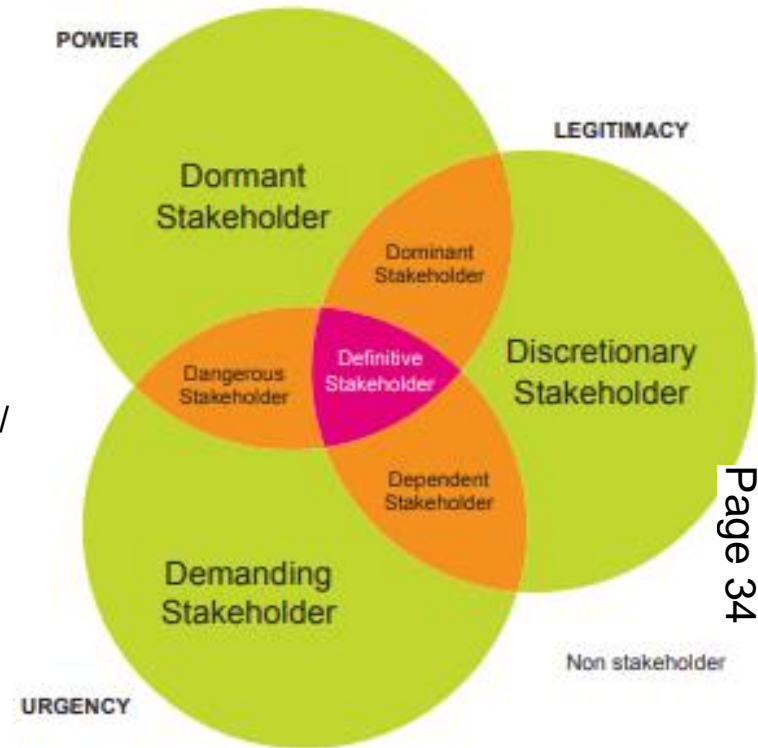 POWER
LEGITIMACY
Dormant
Stakeholder
Dominant
Stakeholder
Definitive
Stakeholder
Discretionary
Stakeholder
Dangerous
Stakeholder
/
Dependent
Stakeholder
Page 34
Demanding
Stakeholder
Non stakeholder
URGENCY